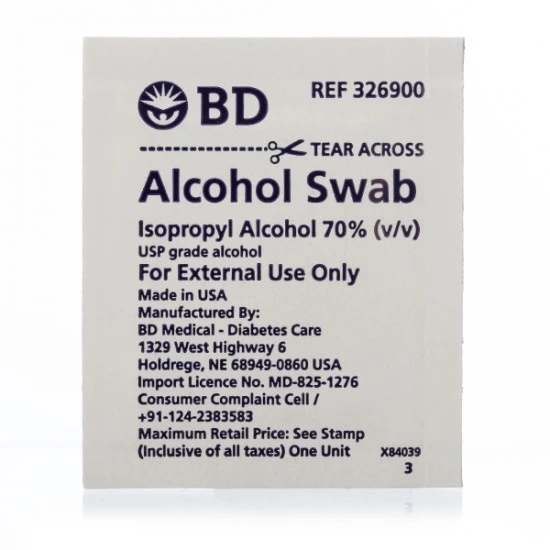 BD
REF 326900
TEAR ACROSS
Alcohol Swab
Isopropyl Alcohol 70% (v/v)
USP grade alcohol
For External Use Only
Made in USA
Manufactured By:
BD Medical - Diabetes Care
1329 West Highway 6
Holdrege, NE 68949-0860 USA
Import Licence No. MD-825-1276
Consumer Complaint Cell /
+91-124-2383583
Maximum Retail Price: See Stamp
(Inclusive of all taxes) One Unit
X84039
3